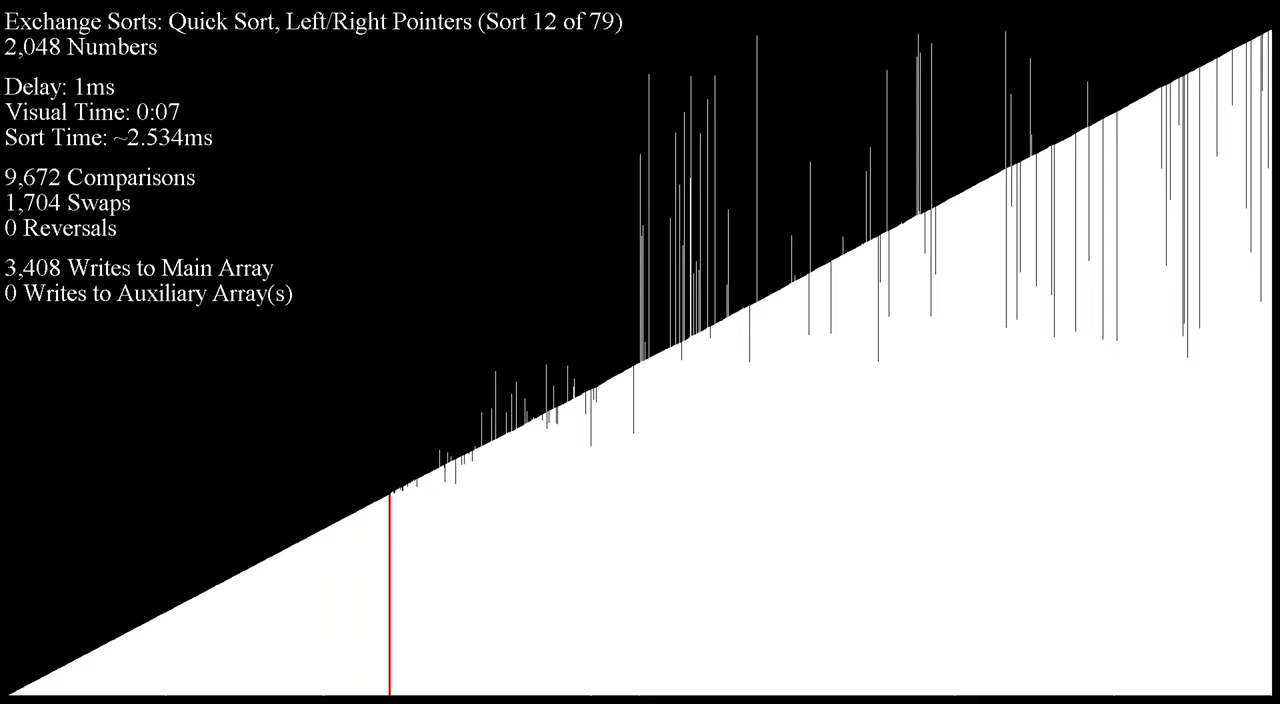 Exchange Sorts: Quick Sort, Left/Right Pointers (Sort 12 of 79)
2,048 Numbers
Delay: 1ms
Visual Time: 0:07
Sort Time: ~2.534ms
9,672 Comparisons
1,704 Swaps
0 Reversals
3,408 Writes to Main Array
0 Writes to Auxiliary Array(s)